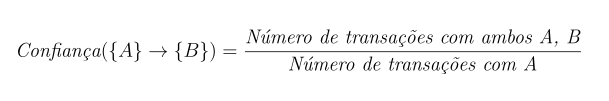 Confiança({A} → {B}) = Número de transações com ambos A, B
Número de transações com A